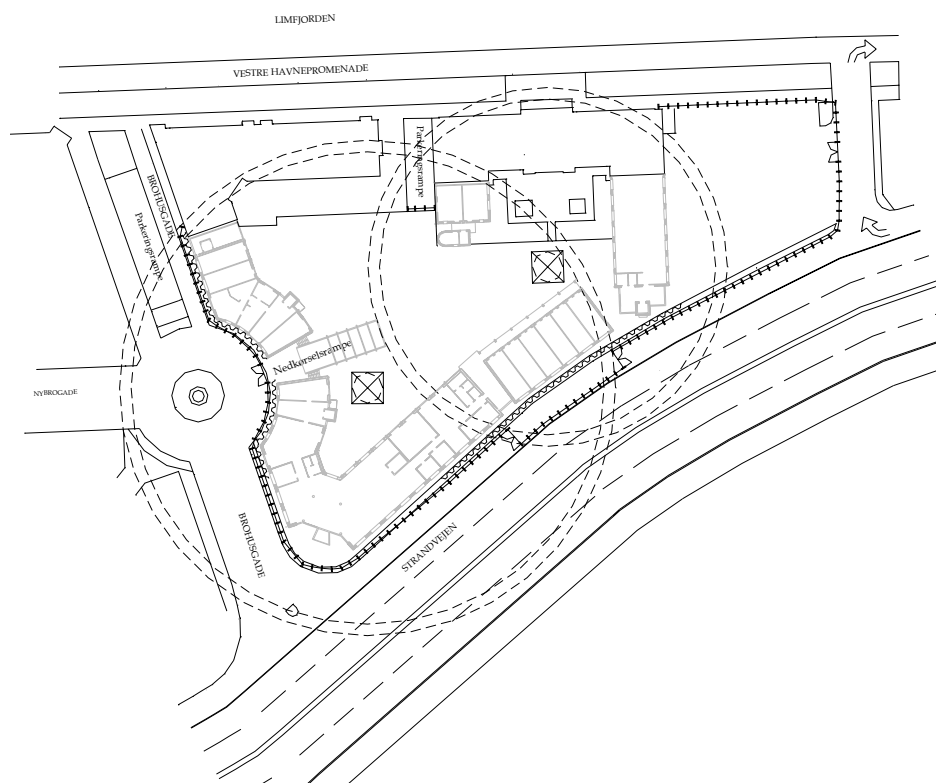 LIMFJORDEN
VESTRE HAVNEPROMENADE
Parkeringsrampe
BROHUSGADE
Parkeringsrampe
Nedkørselsrampe
NYBROGADE
BROHUSGADE
STRANDVEJEN